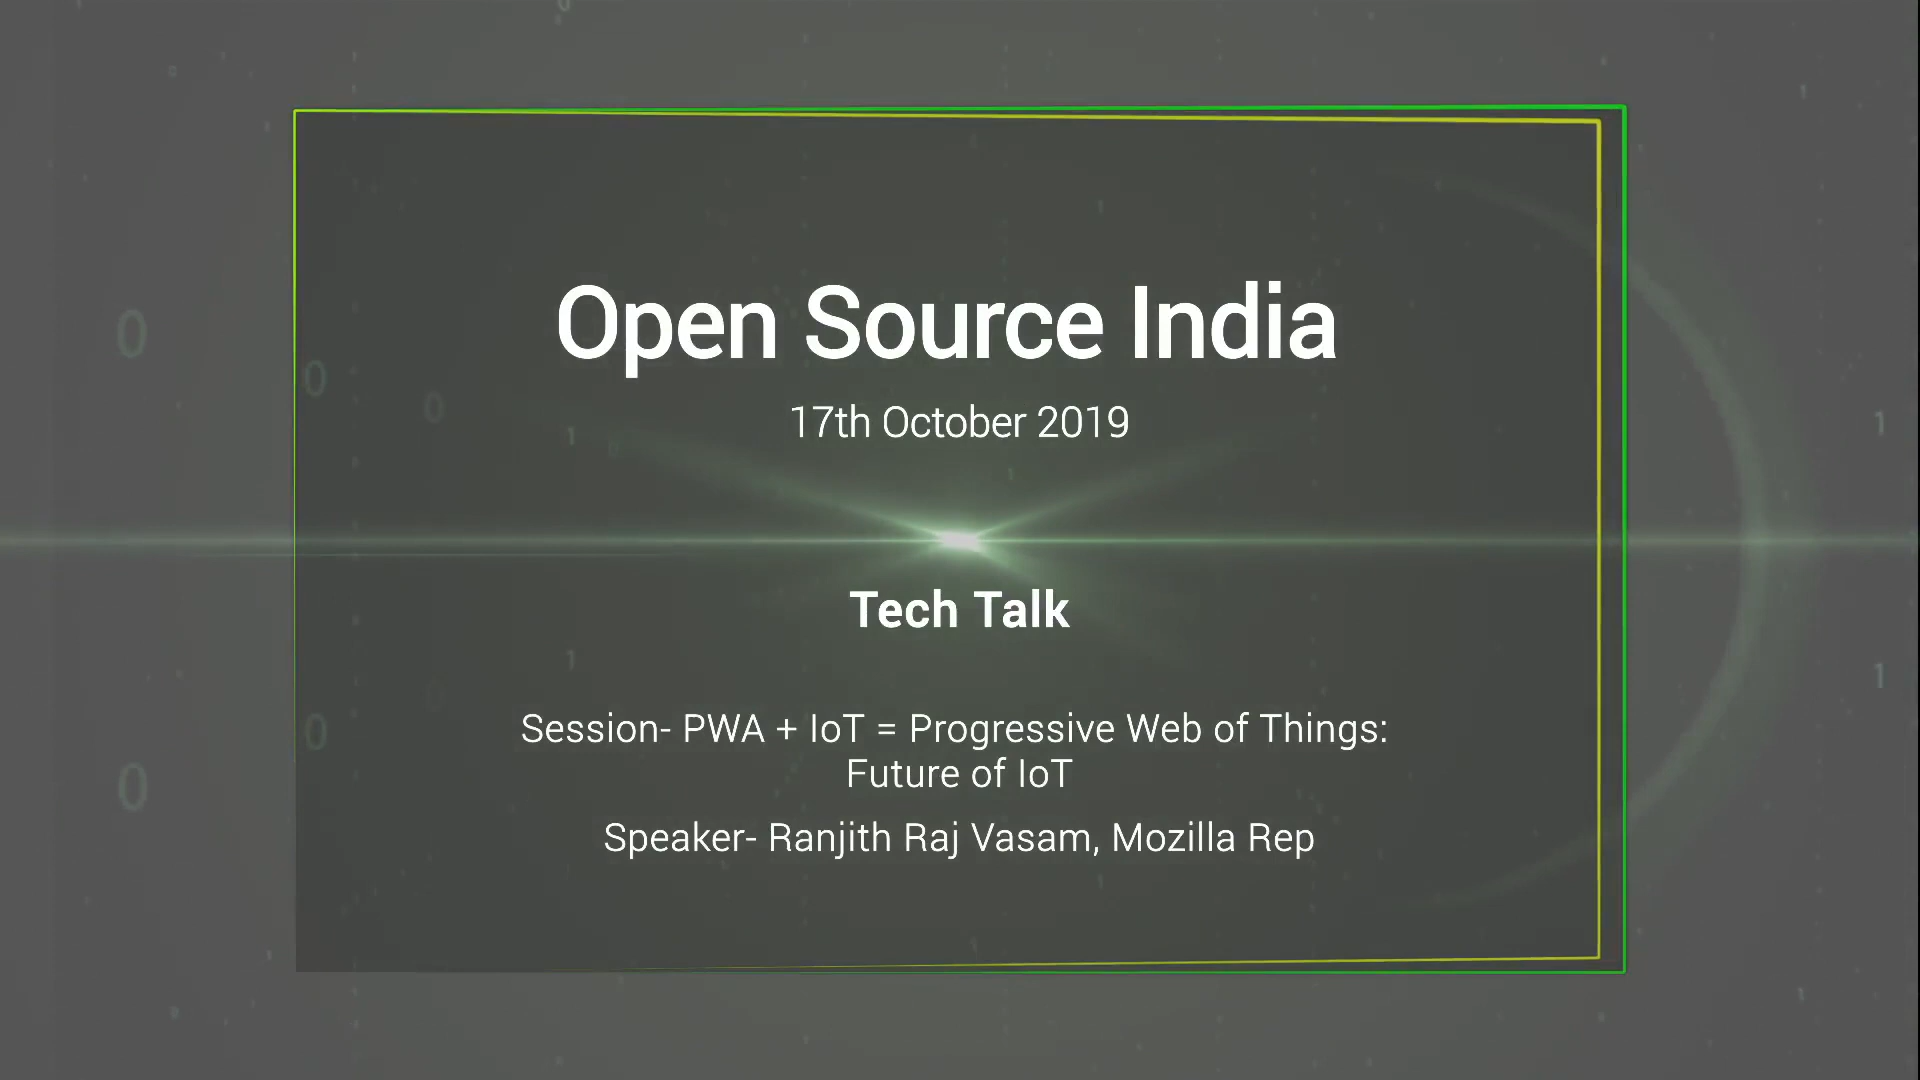 Open Source India
17th October 2019
Tech Talk
Session- PWA + IoT = Progressive Web of Things:
Future of IoT
Speaker- Ranjith Raj Vasam, Mozilla Rep